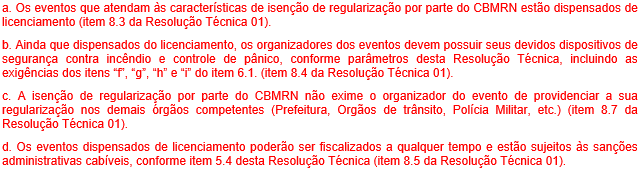 a. Os eventos que atendam às características de isenção de regularização por parte do CBMRN estão dispensados de
licenciamento (item 8.3 da Resolução Técnica 01).
b. Ainda que dispensados do licenciamento, os organizadores dos eventos devem possuir seus devidos dispositivos de
segurança contra incêndio e controle de pânico, conforme parâmetros desta Resolução Técnica, incluindo as
exigências dos itens “f”, “g”, “h” e “i” do item 6.1. (item 8.4 da Resolução Técnica 01).
c. A isenção de regularização por parte do CBMRN não exime o organizador do evento de providenciar a sua
regularização nos demais órgãos competentes (Prefeitura, Orgãos de trânsito, Polícia Militar, etc.) (item 8.7 da
Resolução Técnica 01).
d. Os eventos dispensados de licenciamento poderão ser fiscalizados a qualquer tempo e estão sujeitos às sanções
administrativas cabíveis, conforme item 5.4 desta Resolução Técnica (item 8.5 da Resolução Técnica 01).